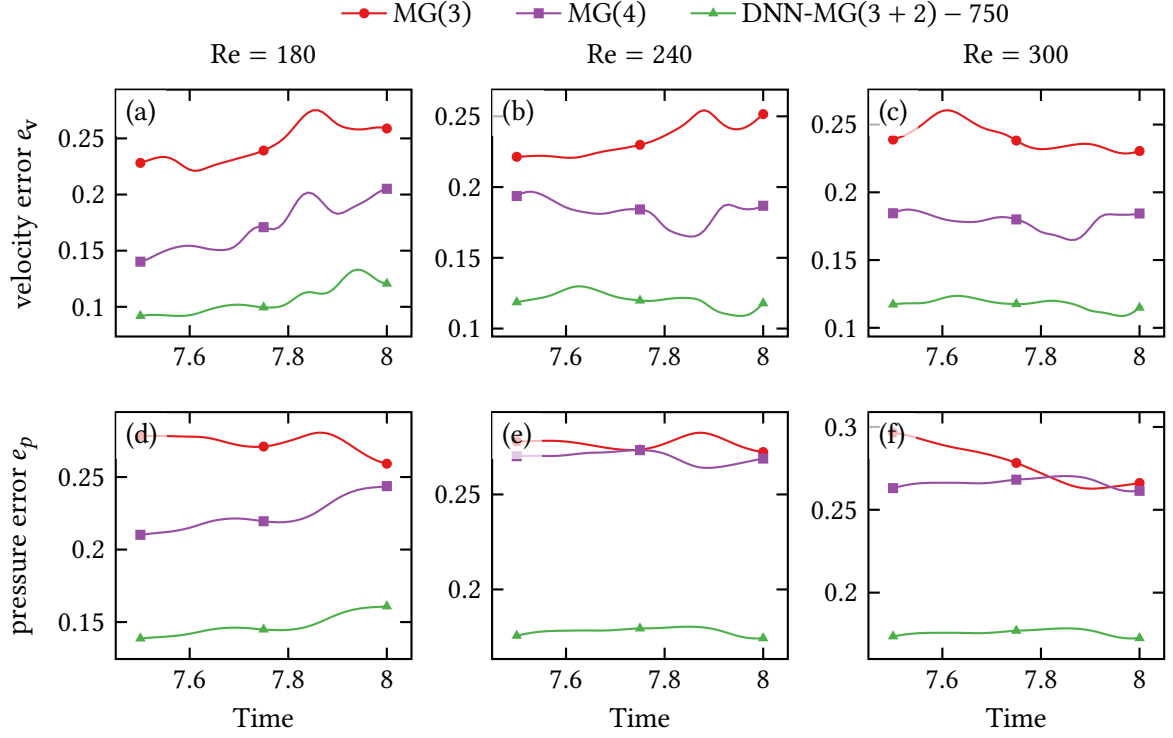 MG(3) MG(4) DNN-MG(3 + 2) − 750
Re = 180 Re = 240 Re = 300
velocity error e_v
(a)
0.25
0.2
0.15
0.1
7.6 7.8 8
(b)
0.25
0.2
0.15
0.1
7.6 7.8 8
(c)
0.25
0.2
0.15
0.1
7.6 7.8 8
pressure error e_p
(d)
0.25
0.2
0.15
7.6 7.8 8
Time
(e)
0.25
0.2
7.6 7.8 8
Time
(f)
0.3
0.25
0.2
7.6 7.8 8
Time